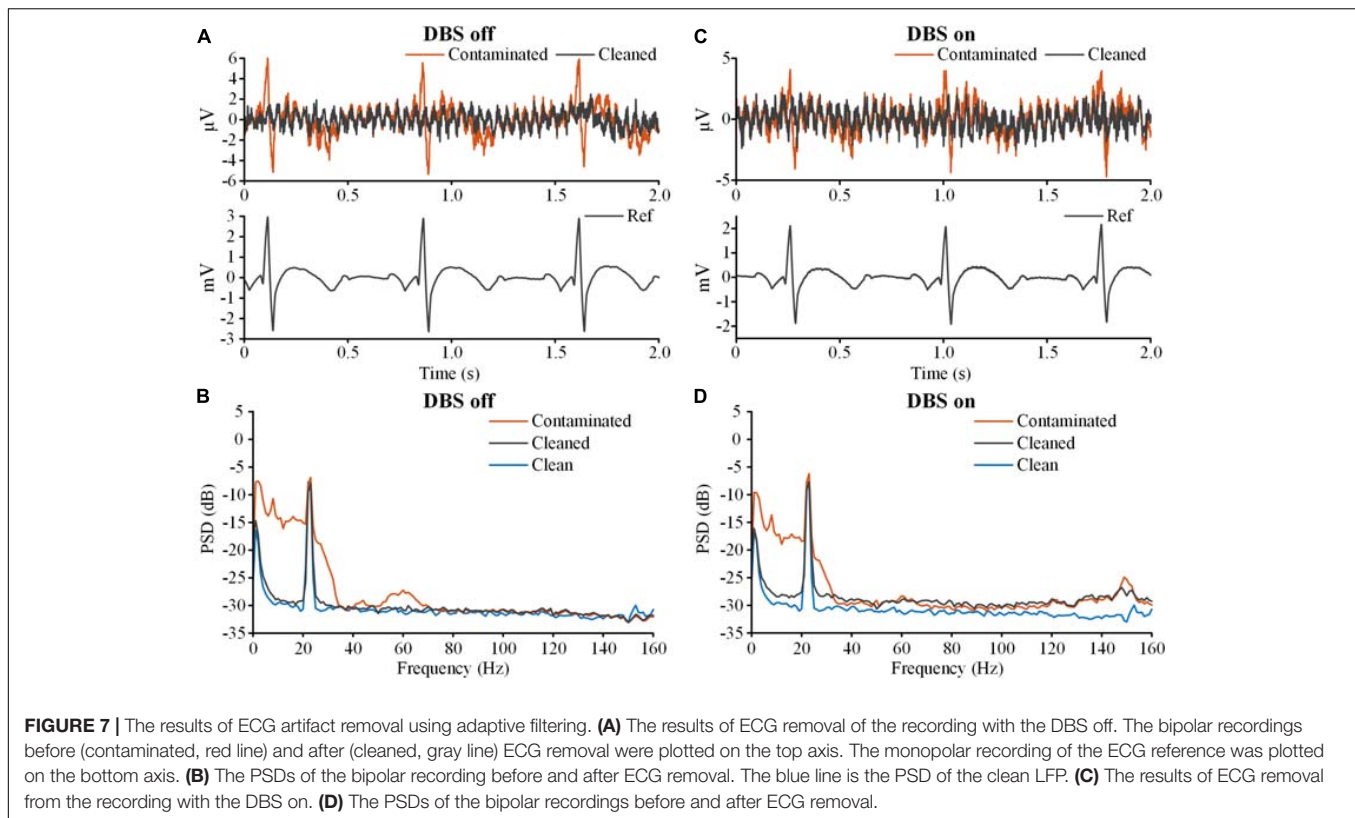 A
DBS off
Contaminated
Cleaned
6
4
2
0
-2
-4
-6
µV
0
0.5
1.0
1.5
2.0
Ref
3
2
1
0
-1
-2
-3
mV
0
0.5
1.0
1.5
2.0
Time (s)
C
DBS on
Contaminated
Cleaned
5
0
-5
µV
0
0.5
1.0
1.5
2.0
Ref
2
1
0
-1
-2
mV
0
0.5
1.0
1.5
2.0
Time (s)
B
DBS off
Contaminated
Cleaned
Clean
5
0
-5
-10
-15
-20
-25
-30
-35
PSD (dB)
0
20
40
60
80
100
120
140
160
Frequency (Hz)
D
DBS on
Contaminated
Cleaned
Clean
5
0
-5
-10
-15
-20
-25
-30
-35
PSD (dB)
0
20
40
60
80
100
120
140
160
Frequency (Hz)
FIGURE 7 | The results of ECG artifact removal using adaptive filtering. (A) The results of ECG removal of the recording with the DBS off. The bipolar recordings
before (contaminated, red line) and after (cleaned, gray line) ECG removal were plotted on the top axis. The monopolar recording of the ECG reference was plotted
on the bottom axis. (B) The PSDs of the bipolar recording before and after ECG removal. The blue line is the PSD of the clean LFP. (C) The results of ECG removal
from the recording with the DBS on. (D) The PSDs of the bipolar recordings before and after ECG removal.